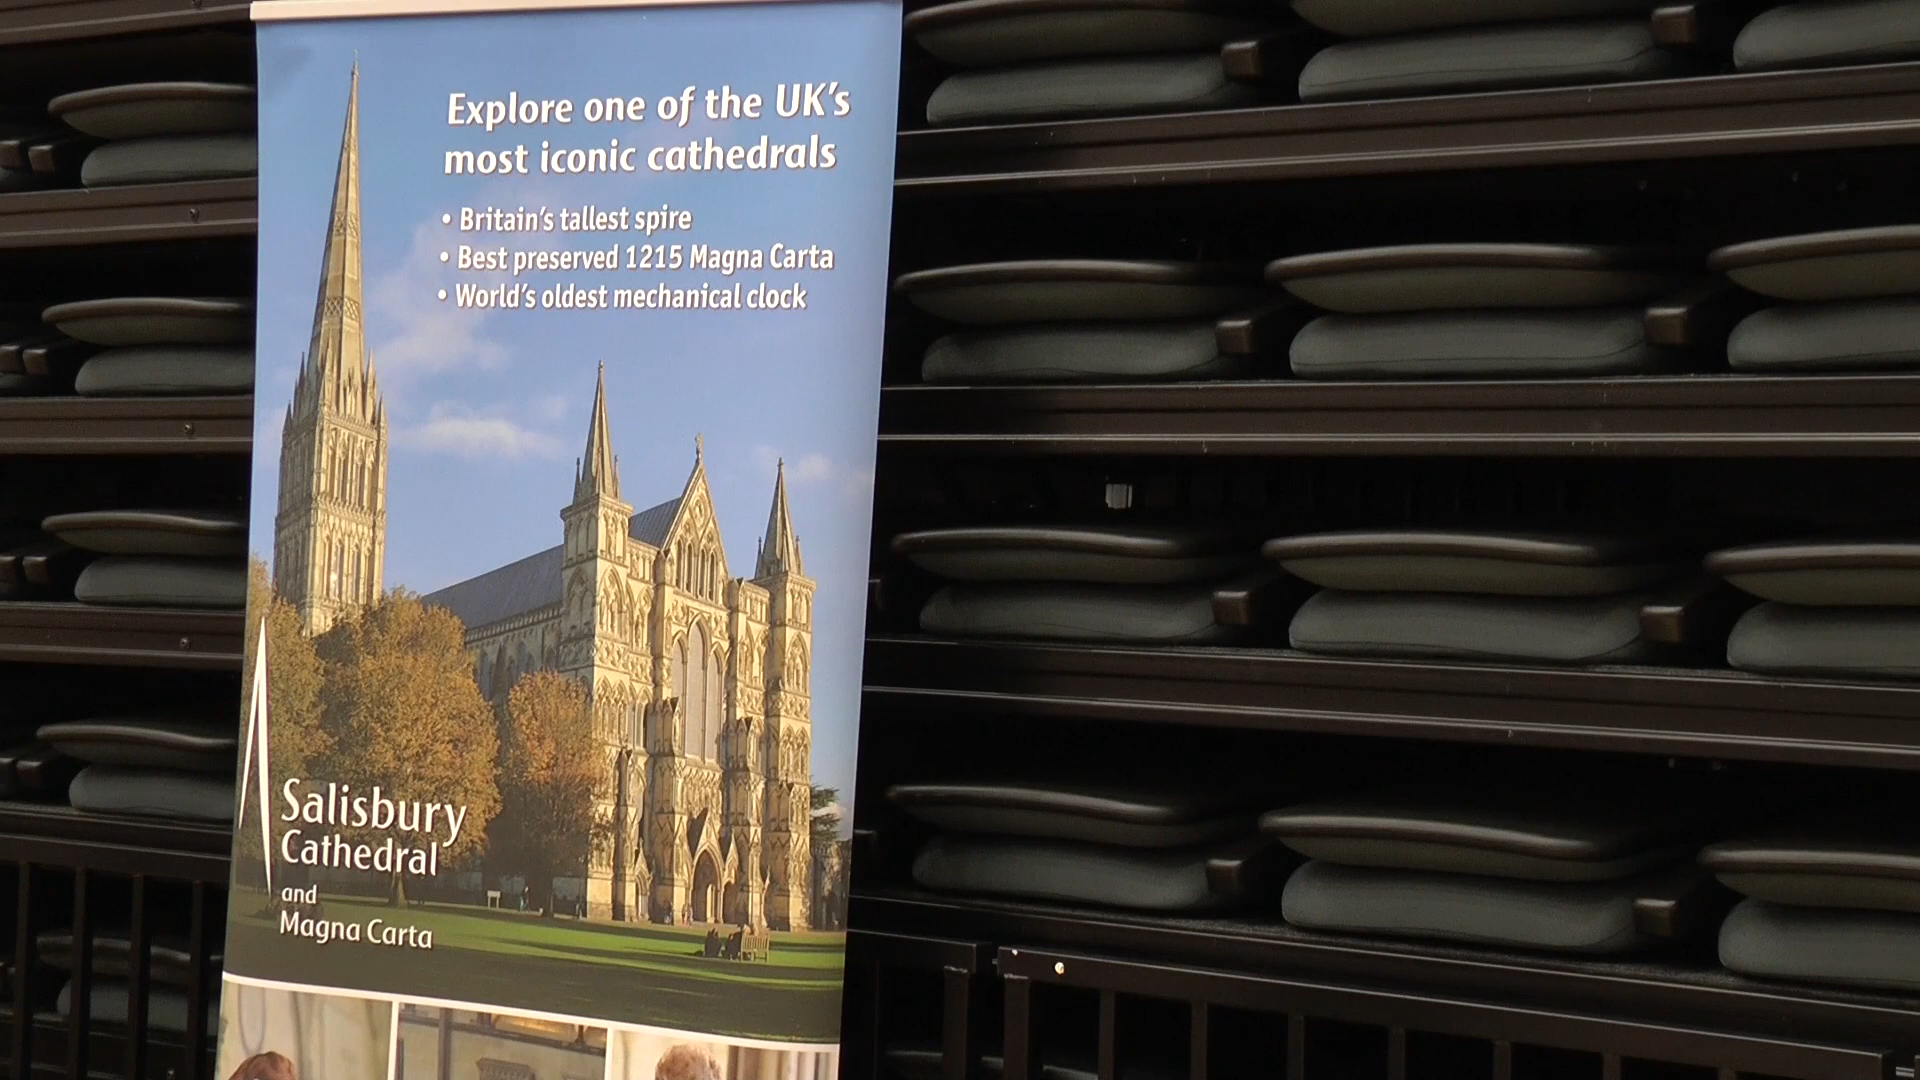 Explore one of the UK's
most iconic cathedrals
• Britain's tallest spire
• Best preserved 1215 Magna Carta
• World's oldest mechanical clock
Salisbury
Cathedral
and
Magna Carta